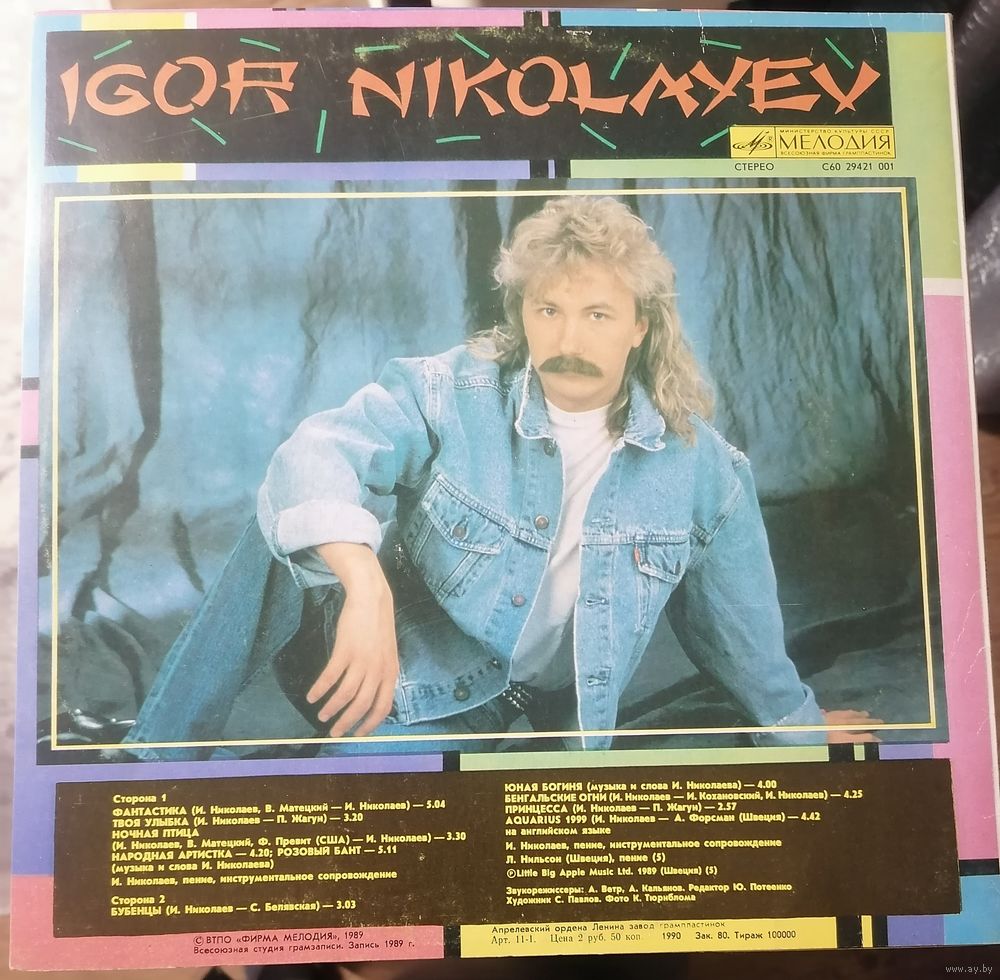 IGOR NIKOLAYEV
МИНИСТЕРСТВО КУЛЬТУРЫ СССР
МЕЛОДИЯ
ВСЕСОЮЗНАЯ ФИРМА ГРАМПЛАСТИНОК
СТЕРЕО С60 29421 001
Сторона 1
ФАНТАСТИКА (И. Николаев, В. Матецкий — И. Николаев) — 5.04
ТВОЯ УЛЫБКА (И. Николаев — П. Жагун) — 3.20
НОЧНАЯ ПТИЦА
(И. Николаев, В. Матецкий, Ф. Превит (США) — И. Николаев) — 3.30
НАРОДНАЯ АРТИСТКА — 4.20; РОЗОВЫЙ БАНТ — 5.11
(музыка и слова И. Николаева)
И. Николаев, пение, инструментальное сопровождение
Сторона 2
БУБЕНЦЫ (И. Николаев — С. Белявская) — 3.03
ЮНАЯ БОГИНЯ (музыка и слова И. Николаева) — 4.00
БЕНГАЛЬСКИЕ ОГНИ (И. Николаев — И. Кохановский, И. Николаев) — 4.25
ПРИНЦЕССА (И. Николаев — П. Жагун) — 2.57
AQUARIUS 1999 (И. Николаев — А. Форсман (Швеция) — 4.42
на английском языке
И. Николаев, пение, инструментальное сопровождение
Л. Нильсон (Швеция), пение (5)
Ⓟ Little Big Apple Music Ltd. 1989 (Швеция) (5)
Звукорежиссеры: А. Ветр, А. Кальянов. Редактор Ю. Потеенко
Художник С. Павлов. Фото К. Тюриблома
© ВТПО «ФИРМА МЕЛОДИЯ», 1989
Всесоюзная студия грамзаписи. Запись 1989 г.
Апрелевский ордена Ленина завод грампластинок
Арт. 11-1. Цена 2 руб. 50 коп. 1990 Зак. 80. Тираж 100000
www.ay.by